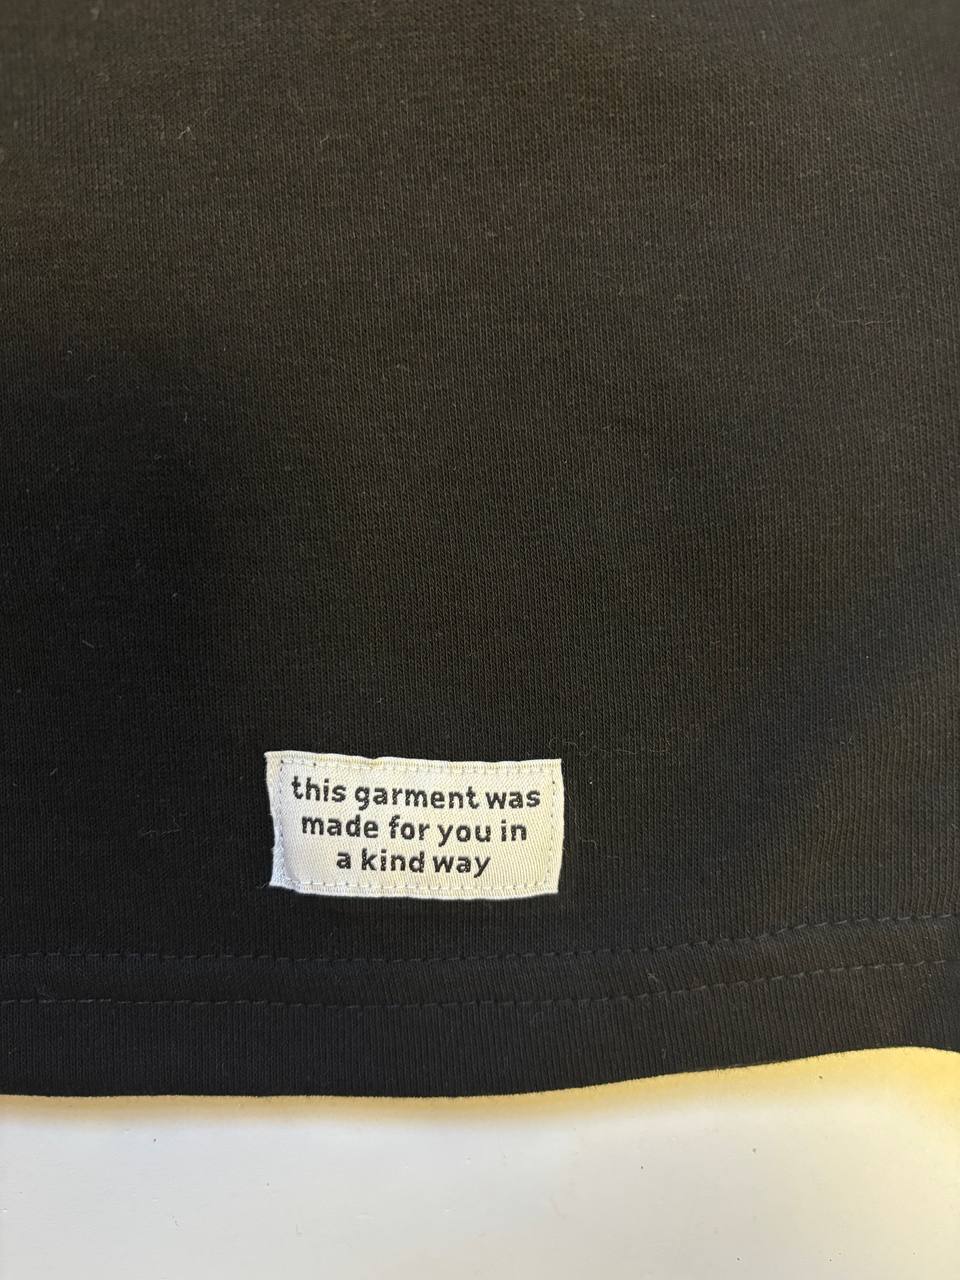 this garment was
made for you in
a kind way